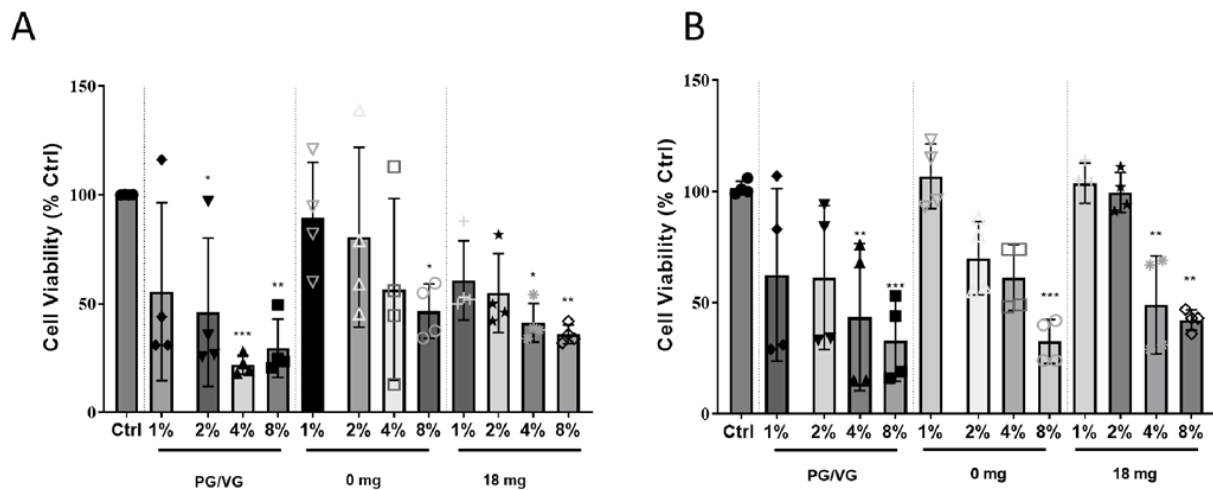 A
Cell Viability (% Ctrl)
150
100
50
0
*
***
**
*
*
**
Ctrl 1% 2% 4% 8% 1% 2% 4% 8% 1% 2% 4% 8%
PG/VG 0 mg 18 mg
B
Cell Viability (% Ctrl)
150
100
50
0
**
***
***
**
**
Ctrl 1% 2% 4% 8% 1% 2% 4% 8% 1% 2% 4% 8%
PG/VG 0 mg 18 mg